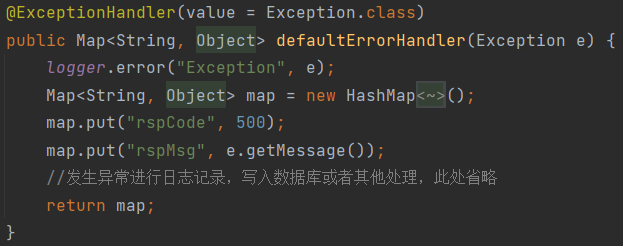 @ExceptionHandler(value = Exception.class)
public Map<String, Object> defaultErrorHandler(Exception e) {
logger.error("Exception", e);
Map<String, Object> map = new HashMap<~>();
map.put("rspCode", 500);
map.put("rspMsg", e.getMessage());
//发生异常进行日志记录，写入数据库或者其他处理，此处省略
return map;
}